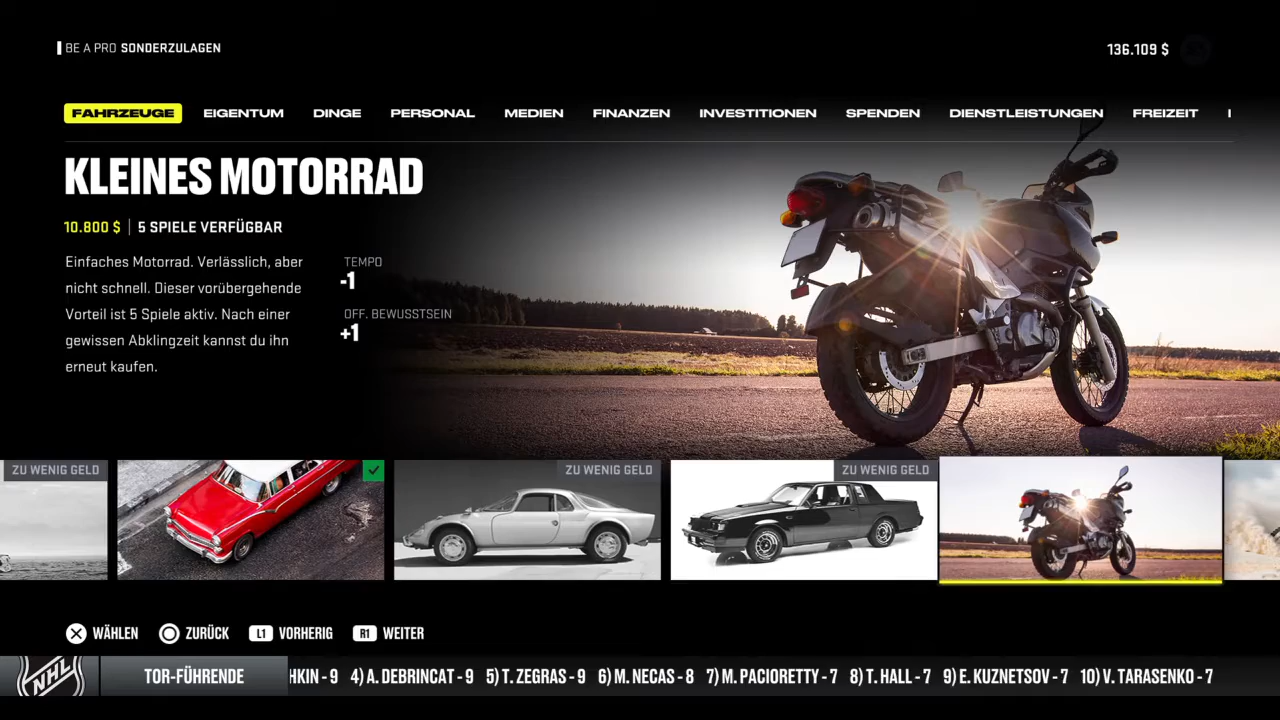 BE A PRO SONDERZULAGEN
136.109 $
FAHRZEUGE EIGENTUM DINGE PERSONAL MEDIEN FINANZEN INVESTITIONEN SPENDEN DIENSTLEISTUNGEN FREIZEIT
KLEINES MOTORRAD
10.800 $ | 5 SPIELE VERFÜGBAR
Einfaches Motorrad. Verlässlich, aber
nicht schnell. Dieser vorübergehende
Vorteil ist 5 Spiele aktiv. Nach einer
gewissen Abklingzeit kannst du ihn
erneut kaufen.
TEMPO
-1
OFF. BEWUSSTSEIN
+1
ZU WENIG GELD ZU WENIG GELD ZU WENIG GELD
WÄHLEN ZURÜCK L1 VORHERIG R1 WEITER
NHL TOR-FÜHRENDE HKIN - 9 4) A. DEBRINCAT - 9 5) T. ZEGRAS - 9 6) M. NECAS - 8 7) M. PACIORETTY - 7 8) T. HALL - 7 9) E. KUZNETSOV - 7 10) V. TARASENKO - 7